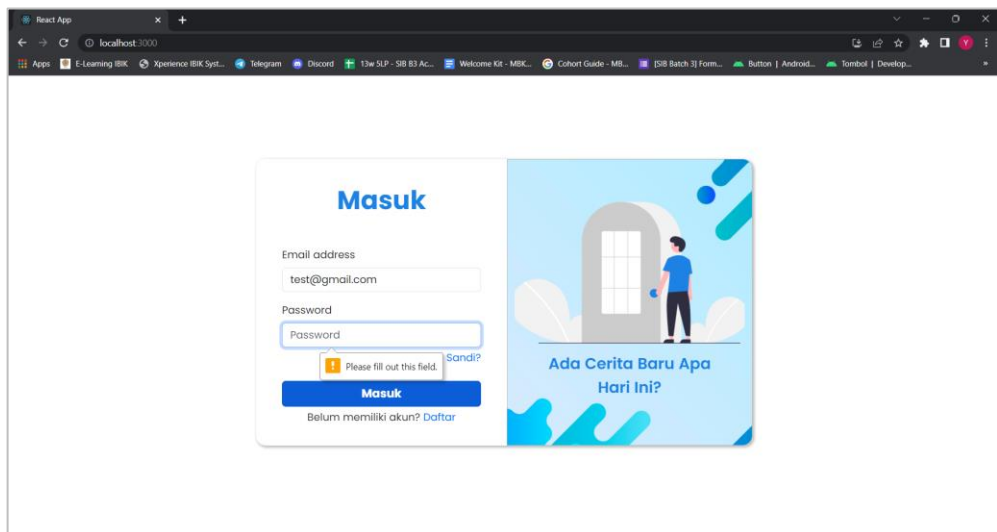 React App
localhost:3000
Apps
E-Learning IBIK
Xperience IBIK Syst...
Telegram
Discord
13w SLP - SIB B3 Ac...
Welcome Kit - MBK...
Cohort Guide - MB...
[SIB Batch 3] Form...
Button | Android...
Tombol | Develop...
Y
Masuk
Email address
test@gmail.com
Password
Password
Sandi?
Please fill out this field.
Masuk
Belum memiliki akun? Daftar
Ada Cerita Baru Apa
Hari Ini?